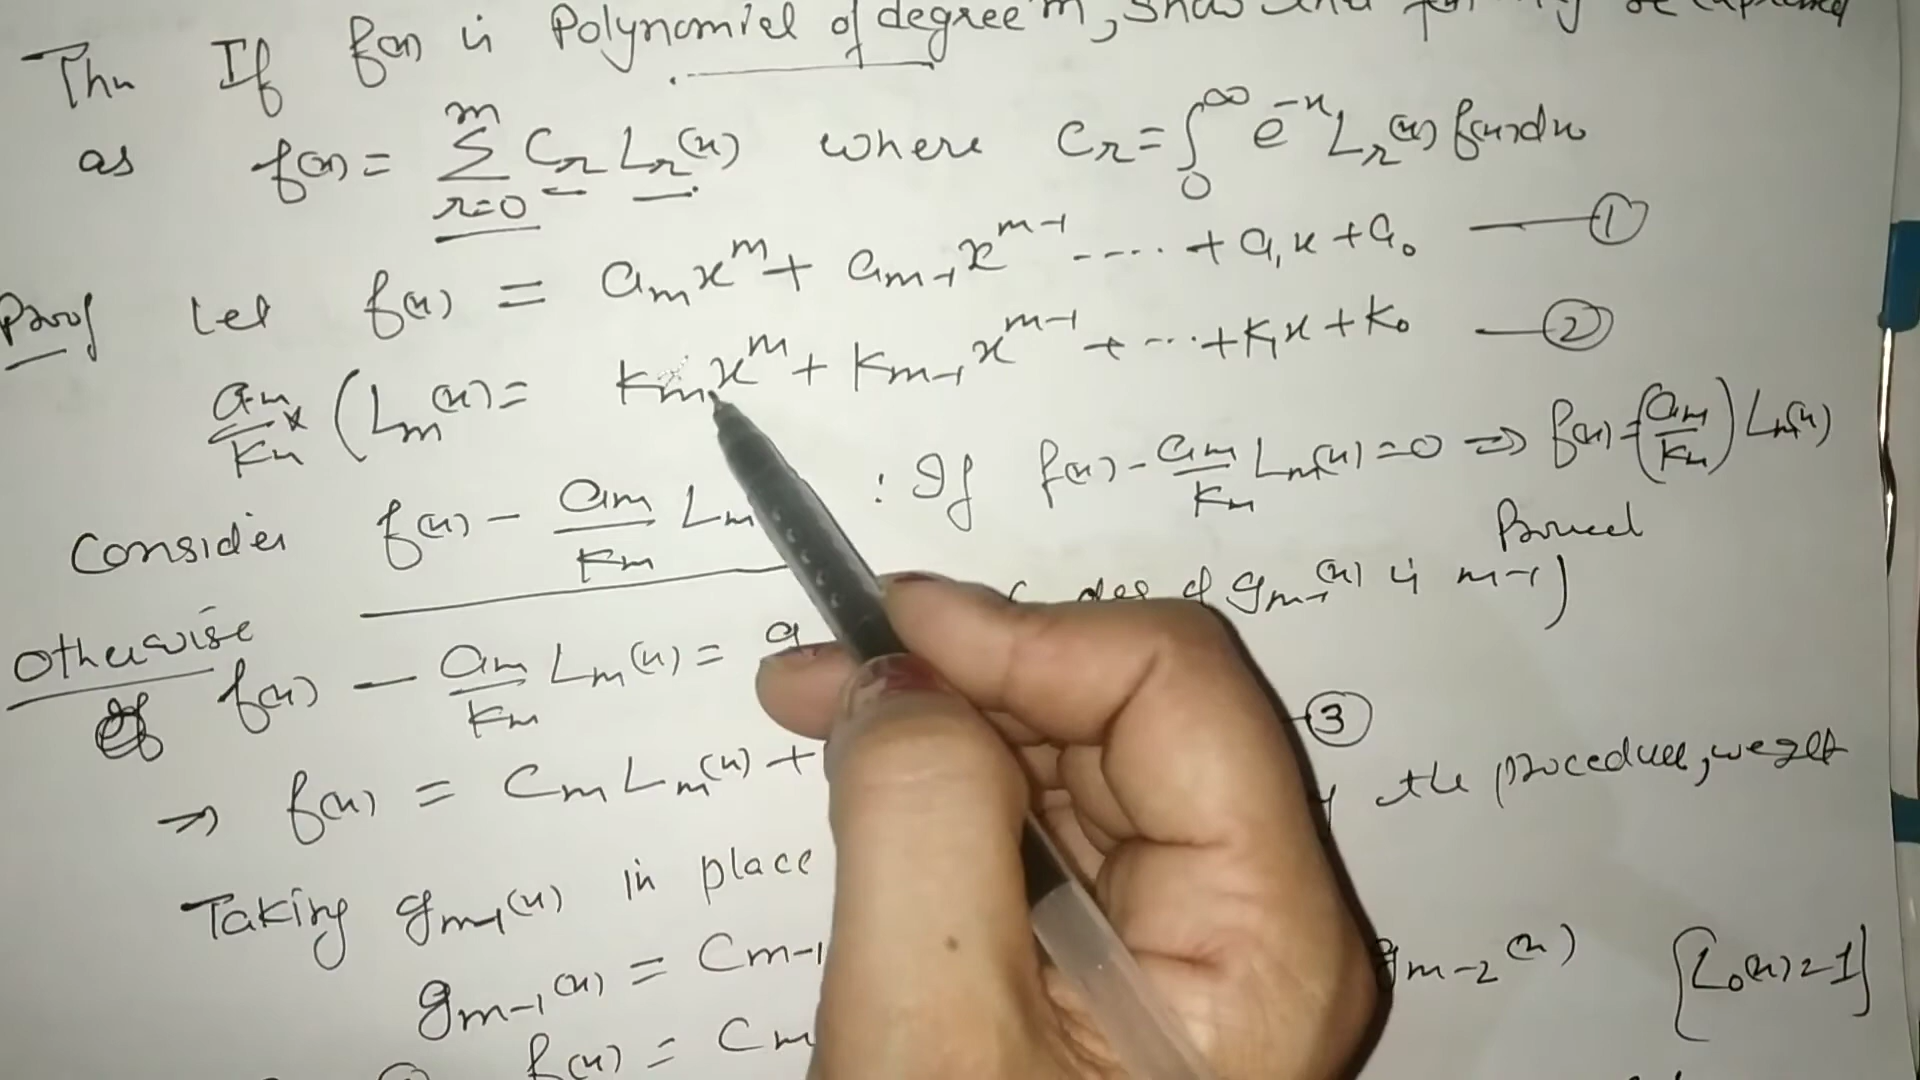 Thm If f(x) is Polynomial of degree m, show that f(x) may be expressed
as f(x) = ∑_{r=0}^{m} C_r L_r(x) where C_r = ∫_0^∞ e^{-x} L_r(x) f(x) dx
Proof Let f(x) = a_m x^m + a_{m-1} x^{m-1} ---- + a_1 x + a_0 —— ①
a_m/K_m × (L_m(x) = K_m x^m + K_{m-1} x^{m-1} + --- + K_1 x + K_0 —— ②
Consider f(x) - a_m/K_m L_m : If f(x) - a_m/K_m L_m(x) = 0 ⇒ f(x) = (a_m/K_m) L_m(x)
Proved
Otherwise deg of g_{m-1}(x) is m-1)
f(x) — a_m/K_m L_m(x) = g
③
⇒ f(x) = C_m L_m(x) + the procedure, we get
Taking g_{m-1}(x) in place
g_{m-1}(x) = C_{m-1} g_{m-2}(x) [L_0(x) = 1]
f(x) = C_m